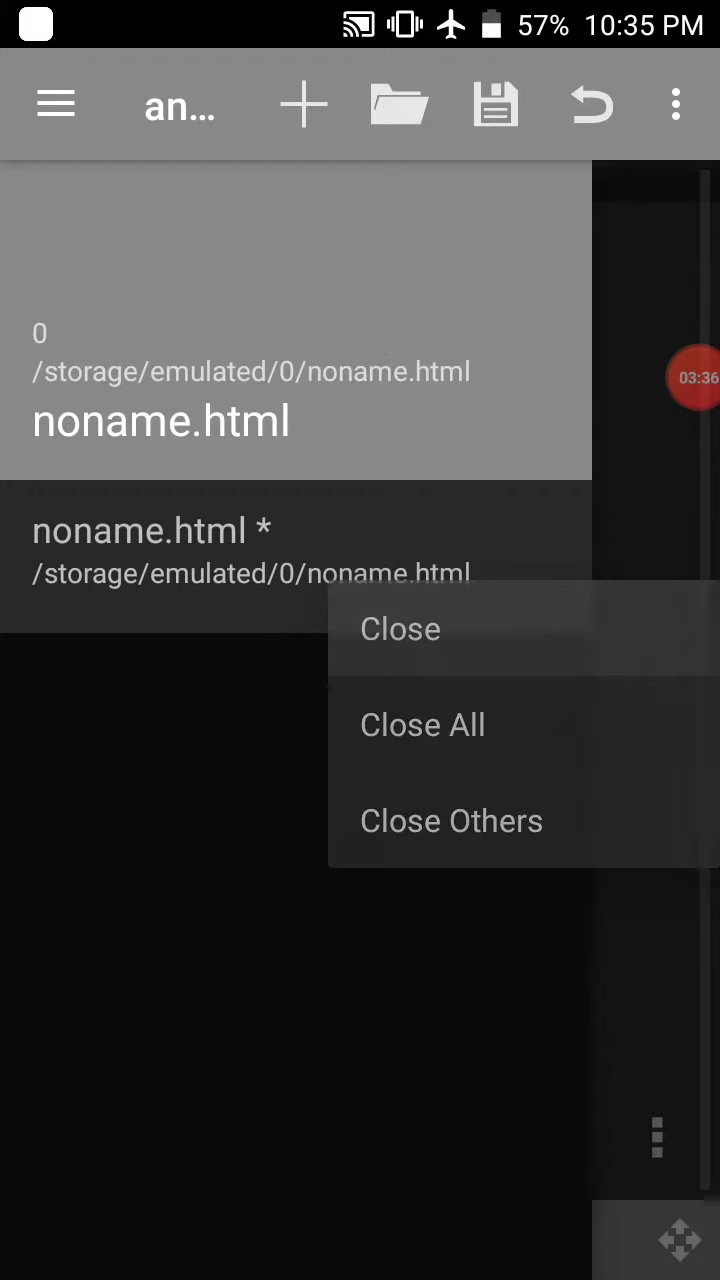 57% 10:35 PM
an...
0
/storage/emulated/0/noname.html
noname.html
03:36
noname.html *
/storage/emulated/0/noname.html
Close
Close All
Close Others